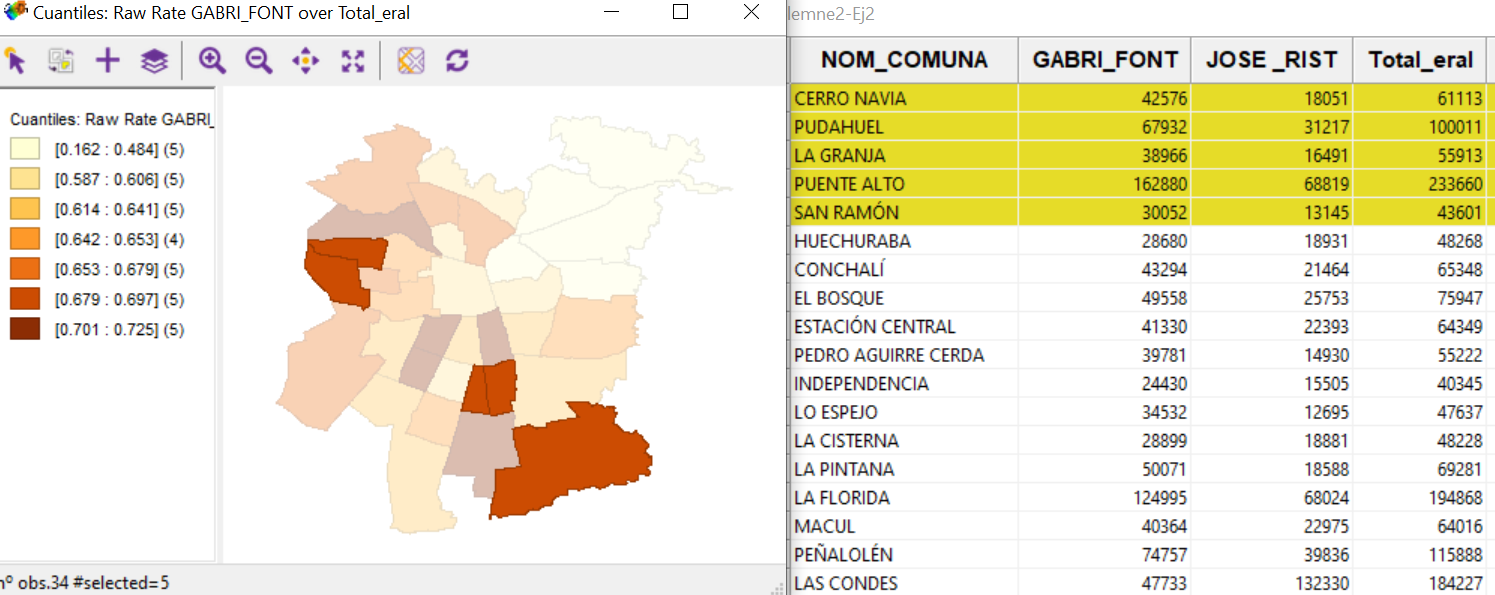 Cuantiles: Raw Rate GABRI_FONT over Total_eral
lemne2-Ej2
Cuantiles: Raw Rate GABRI_
[0.162 : 0.484] (5)
[0.587 : 0.606] (5)
[0.614 : 0.641] (5)
[0.642 : 0.653] (4)
[0.653 : 0.679] (5)
[0.679 : 0.697] (5)
[0.701 : 0.725] (5)
nº obs.34 #selected=5
NOM_COMUNA GABRI_FONT JOSE _RIST Total_eral
CERRO NAVIA 42576 18051 61113
PUDAHUEL 67932 31217 100011
LA GRANJA 38966 16491 55913
PUENTE ALTO 162880 68819 233660
SAN RAMÓN 30052 13145 43601
HUECHURABA 28680 18931 48268
CONCHALÍ 43294 21464 65348
EL BOSQUE 49558 25753 75947
ESTACIÓN CENTRAL 41330 22393 64349
PEDRO AGUIRRE CERDA 39781 14930 55222
INDEPENDENCIA 24430 15505 40345
LO ESPEJO 34532 12695 47637
LA CISTERNA 28899 18881 48228
LA PINTANA 50071 18588 69281
LA FLORIDA 124995 68024 194868
MACUL 40364 22975 64016
PEÑALOLÉN 74757 39836 115888
LAS CONDES 47733 132330 184227